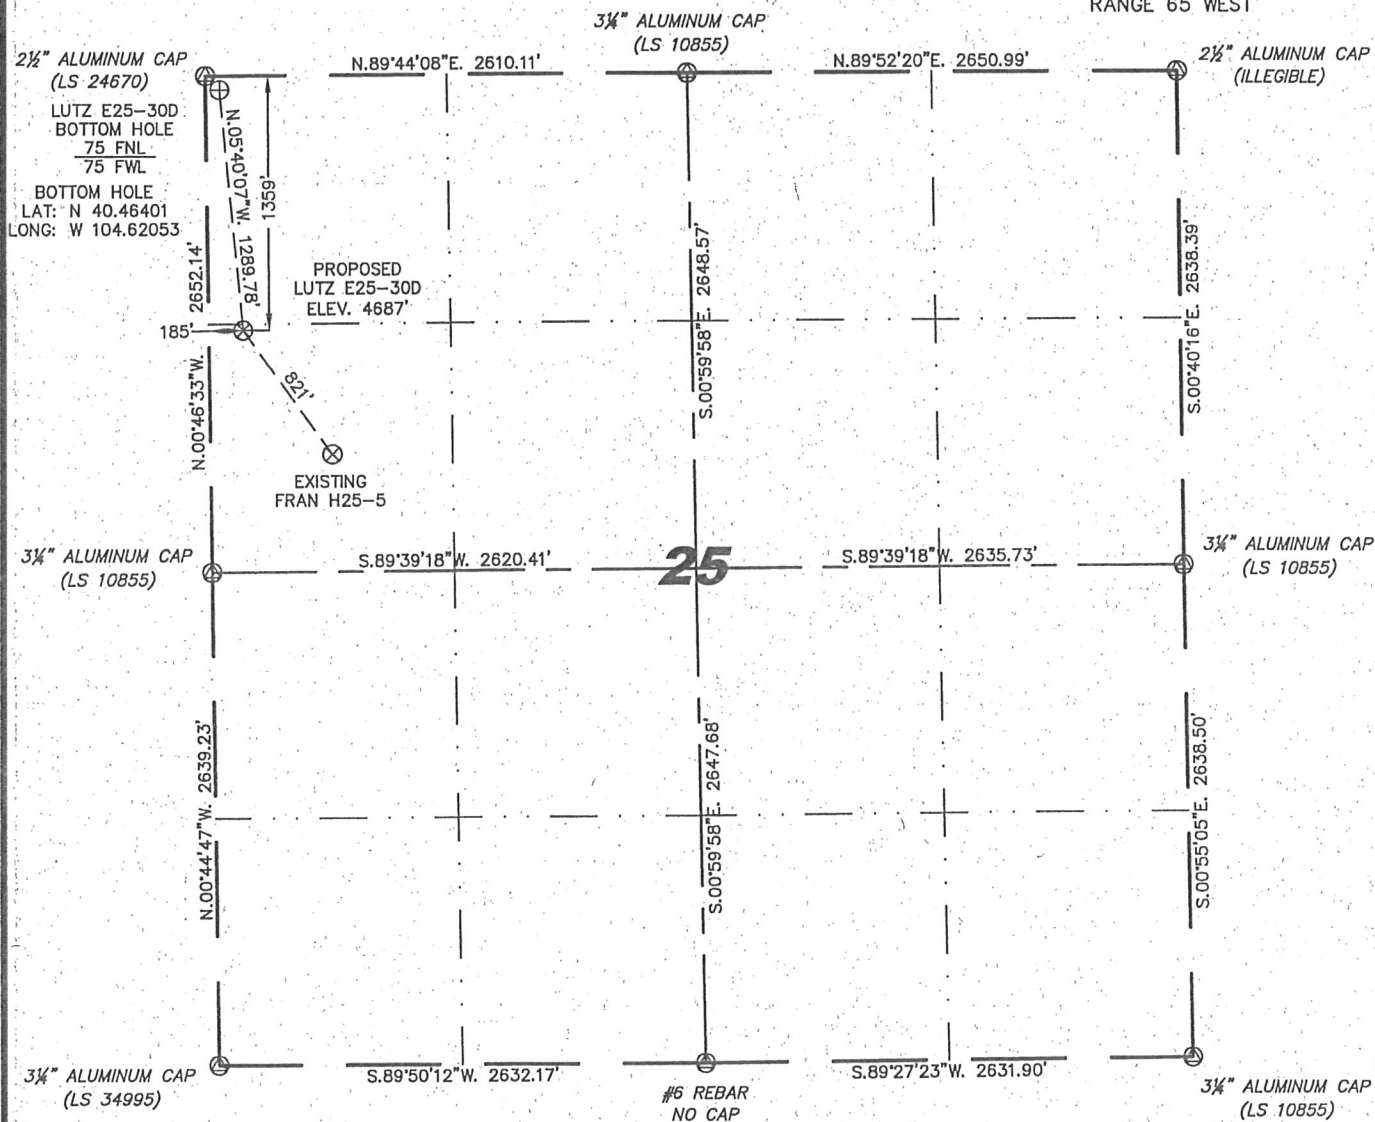 RANGE 65 WEST
3¼" ALUMINUM CAP
(LS 10855)
2½" ALUMINUM CAP
(LS 24670)
N.89°44'08"E. 2610.11'
N.89°52'20"E. 2650.99'
2½" ALUMINUM CAP
(ILLEGIBLE)
LUTZ E25-30D
BOTTOM HOLE
75 FNL
75 FWL
BOTTOM HOLE
LAT: N 40.46401
LONG: W 104.62053
N.05°40'07"W. 1289.78'
1359'
PROPOSED
LUTZ E25-30D
ELEV. 4687'
185'
821'
EXISTING
FRAN H25-5
N.00°46'33"W. 2652.14'
S.00°59'58"E. 2648.57'
S.00°40'16"E. 2638.39'
3¼" ALUMINUM CAP
(LS 10855)
S.89°39'18"W. 2620.41'
25
S.89°39'18"W. 2635.73'
3¼" ALUMINUM CAP
(LS 10855)
N.00°44'47"W. 2639.23'
S.00°59'58"E. 2647.68'
S.00°55'05"E. 2638.50'
3¼" ALUMINUM CAP
(LS 34995)
S.89°50'12"W. 2632.17'
#6 REBAR
NO CAP
S.89°27'23"W. 2631.90'
3¼" ALUMINUM CAP
(LS 10855)